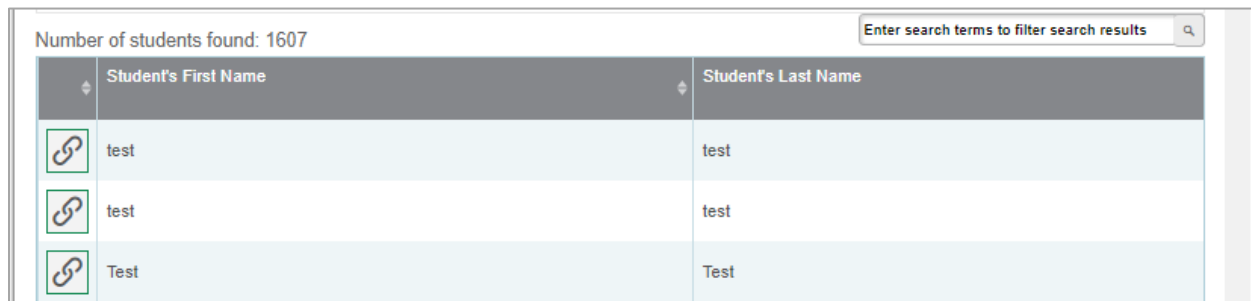 Number of students found: 1607
Enter search terms to filter search results
Student's First Name
Student's Last Name
test
test
test
test
Test
Test